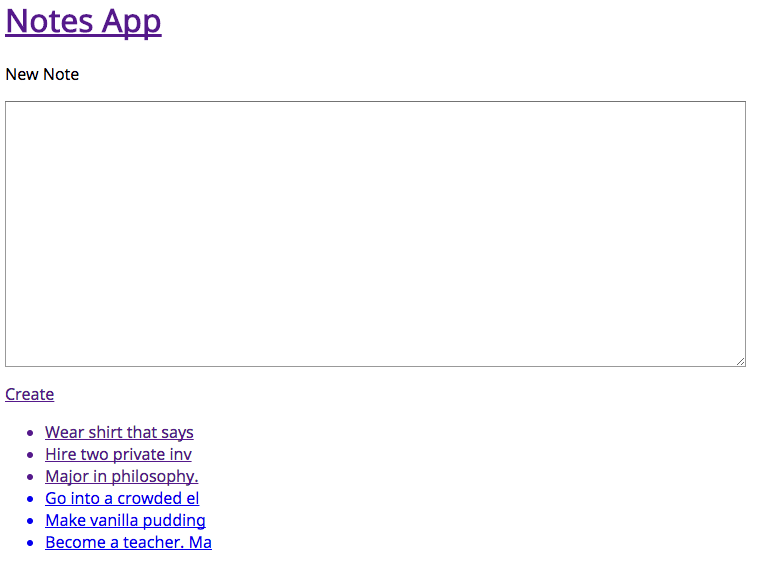 Notes App
New Note
Create
Wear shirt that says
Hire two private inv
Major in philosophy.
Go into a crowded el
Make vanilla pudding
Become a teacher. Ma